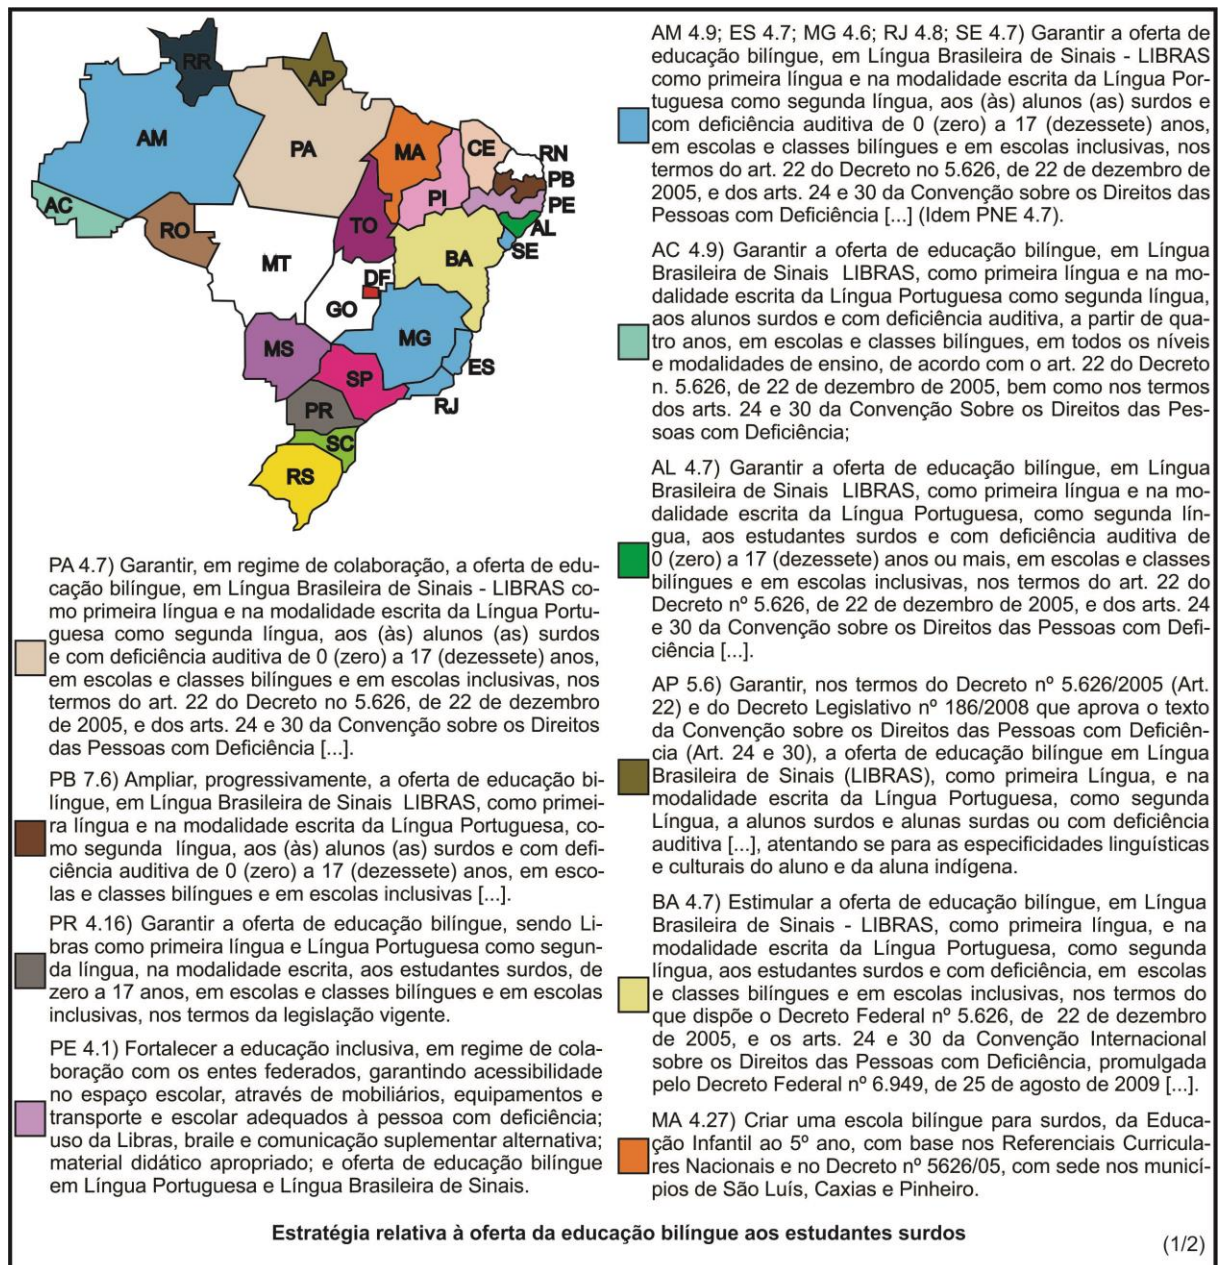 RR
AP
AM
PA
MA
CE
RN
PB
PE
PI
AC
RO
TO
AL
SE
MT
BA
DF
GO
MG
ES
MS
SP
RJ
PR
SC
RS
PA 4.7) Garantir, em regime de colaboração, a oferta de edu-
cação bilíngue, em Língua Brasileira de Sinais - LIBRAS co-
mo primeira língua e na modalidade escrita da Língua Portu-
guesa como segunda língua, aos (às) alunos (as) surdos
e com deficiência auditiva de 0 (zero) a 17 (dezessete) anos,
em escolas e classes bilíngues e em escolas inclusivas, nos
termos do art. 22 do Decreto no 5.626, de 22 de dezembro
de 2005, e dos arts. 24 e 30 da Convenção sobre os Direitos
das Pessoas com Deficiência [...].
PB 7.6) Ampliar, progressivamente, a oferta de educação bi-
língue, em Língua Brasileira de Sinais LIBRAS, como primei-
ra língua e na modalidade escrita da Língua Portuguesa, co-
mo segunda língua, aos (às) alunos (as) surdos e com defi-
ciência auditiva de 0 (zero) a 17 (dezessete) anos, em esco-
las e classes bilíngues e em escolas inclusivas [...].
PR 4.16) Garantir a oferta de educação bilíngue, sendo Li-
bras como primeira língua e Língua Portuguesa como segun-
da língua, na modalidade escrita, aos estudantes surdos, de
zero a 17 anos, em escolas e classes bilíngues e em escolas
inclusivas, nos termos da legislação vigente.
PE 4.1) Fortalecer a educação inclusiva, em regime de cola-
boração com os entes federados, garantindo acessibilidade
no espaço escolar, através de mobiliários, equipamentos e
transporte e escolar adequados à pessoa com deficiência;
uso da Libras, braile e comunicação suplementar alternativa;
material didático apropriado; e oferta de educação bilíngue
em Língua Portuguesa e Língua Brasileira de Sinais.
AM 4.9; ES 4.7; MG 4.6; RJ 4.8; SE 4.7) Garantir a oferta de
educação bilíngue, em Língua Brasileira de Sinais - LIBRAS
como primeira língua e na modalidade escrita da Língua Por-
tuguesa como segunda língua, aos (às) alunos (as) surdos e
com deficiência auditiva de 0 (zero) a 17 (dezessete) anos,
em escolas e classes bilíngues e em escolas inclusivas, nos
termos do art. 22 do Decreto no 5.626, de 22 de dezembro de
2005, e dos arts. 24 e 30 da Convenção sobre os Direitos das
Pessoas com Deficiência [...] (Idem PNE 4.7).
AC 4.9) Garantir a oferta de educação bilíngue, em Língua
Brasileira de Sinais LIBRAS, como primeira língua e na mo-
dalidade escrita da Língua Portuguesa como segunda língua,
aos alunos surdos e com deficiência auditiva, a partir de qua-
tro anos, em escolas e classes bilíngues, em todos os níveis
e modalidades de ensino, de acordo com o art. 22 do Decreto
n. 5.626, de 22 de dezembro de 2005, bem como nos termos
dos arts. 24 e 30 da Convenção Sobre os Direitos das Pes-
soas com Deficiência;
AL 4.7) Garantir a oferta de educação bilíngue, em Língua
Brasileira de Sinais LIBRAS, como primeira língua e na mo-
dalidade escrita da Língua Portuguesa, como segunda lín-
gua, aos estudantes surdos e com deficiência auditiva de
0 (zero) a 17 (dezessete) anos ou mais, em escolas e classes
bilíngues e em escolas inclusivas, nos termos do art. 22 do
Decreto nº 5.626, de 22 de dezembro de 2005, e dos arts. 24
e 30 da Convenção sobre os Direitos das Pessoas com Defi-
ciência [...].
AP 5.6) Garantir, nos termos do Decreto nº 5.626/2005 (Art.
22) e do Decreto Legislativo nº 186/2008 que aprova o texto
da Convenção sobre os Direitos das Pessoas com Deficiên-
cia (Art. 24 e 30), a oferta de educação bilíngue em Língua
Brasileira de Sinais (LIBRAS), como primeira Língua, e na
modalidade escrita da Língua Portuguesa, como segunda
Língua, a alunos surdos e alunas surdas ou com deficiência
auditiva [...], atentando se para as especificidades linguísticas
e culturais do aluno e da aluna indígena.
BA 4.7) Estimular a oferta de educação bilíngue, em Língua
Brasileira de Sinais - LIBRAS, como primeira língua, e na
modalidade escrita da Língua Portuguesa, como segunda
língua, aos estudantes surdos e com deficiência, em escolas
e classes bilíngues e em escolas inclusivas, nos termos do
que dispõe o Decreto Federal nº 5.626, de 22 de dezembro
de 2005, e os arts. 24 e 30 da Convenção Internacional
sobre os Direitos das Pessoas com Deficiência, promulgada
pelo Decreto Federal nº 6.949, de 25 de agosto de 2009 [...].
MA 4.27) Criar uma escola bilíngue para surdos, da Educa-
ção Infantil ao 5º ano, com base nos Referenciais Curricula-
res Nacionais e no Decreto nº 5626/05, com sede nos municí-
pios de São Luís, Caxias e Pinheiro.
Estratégia relativa à oferta da educação bilíngue aos estudantes surdos
(1/2)